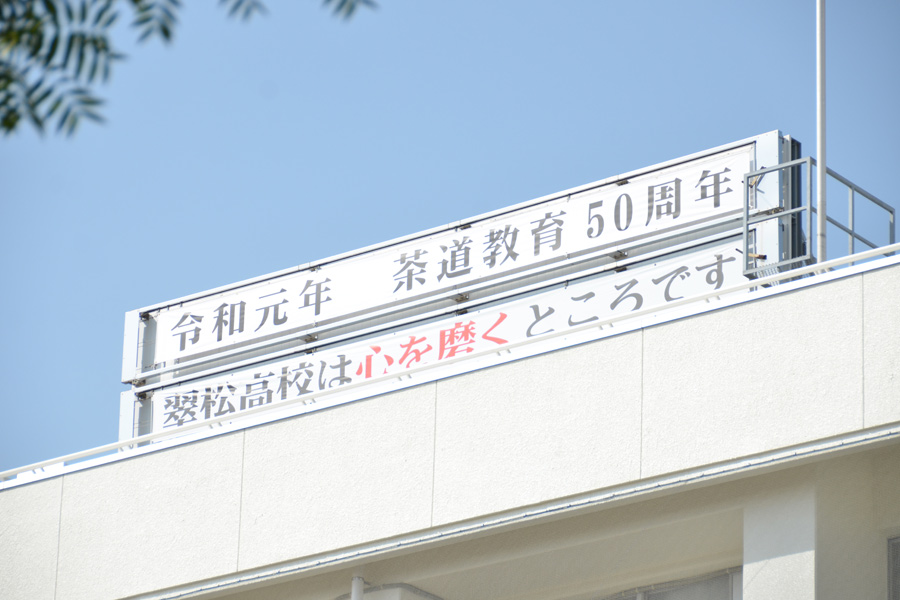 令和元年　茶道教育50周年
翠松高校は心を磨くところです